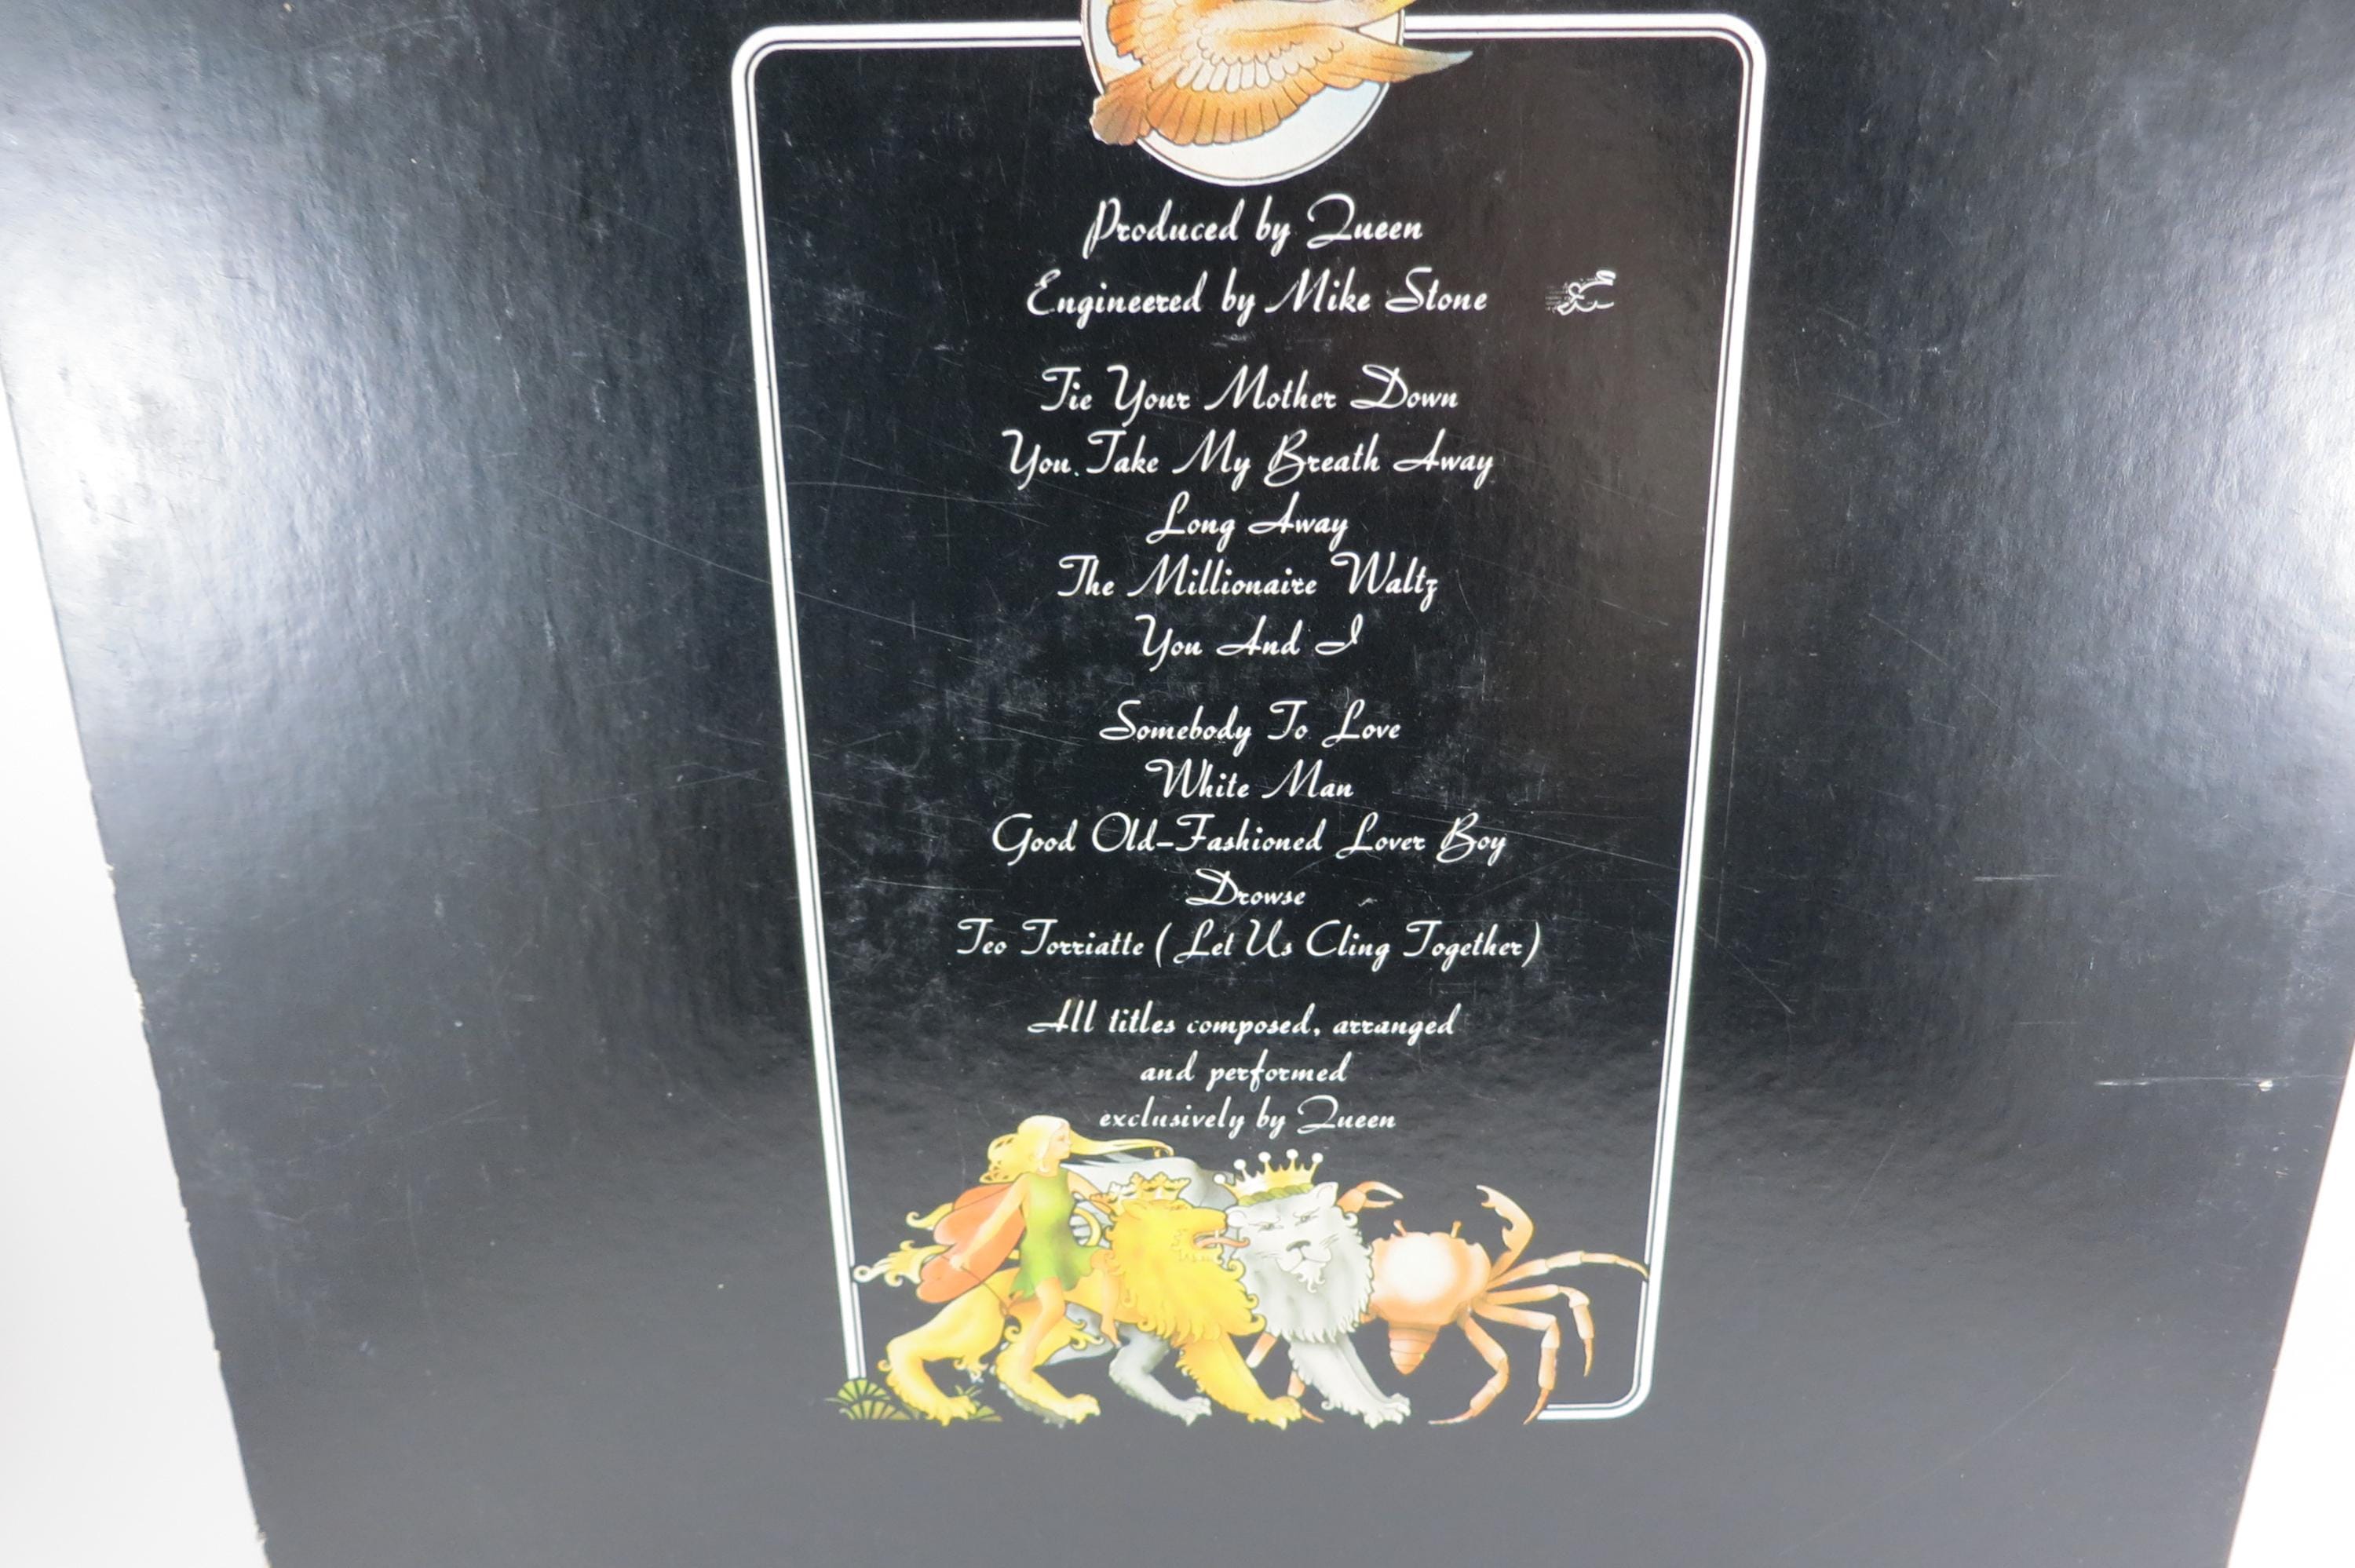 Produced by Queen
Engineered by Mike Stone
Tie Your Mother Down
You Take My Breath Away
Long Away
The Millionaire Waltz
You And I
Somebody To Love
White Man
Good Old-Fashioned Lover Boy
Drowse
Teo Torriatte (Let Us Cling Together)
All titles composed, arranged
and performed
exclusively by Queen